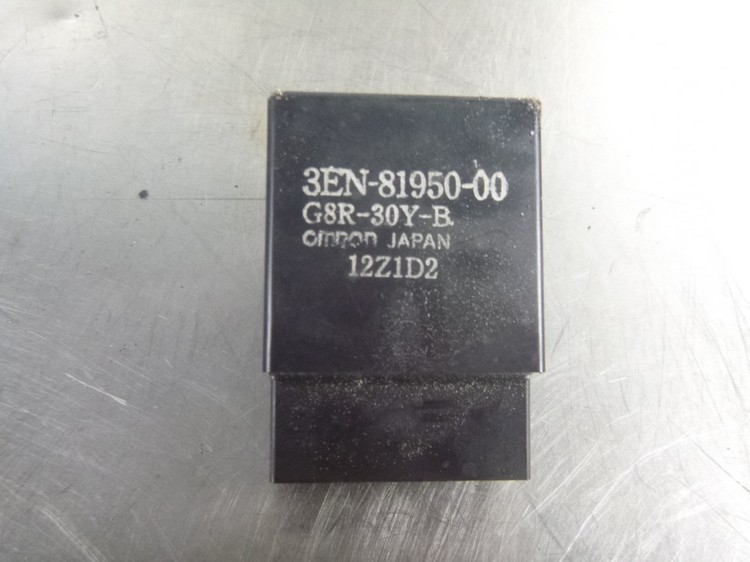 3EN-81950-00
G8R-30Y-B
omron JAPAN
12Z1D2